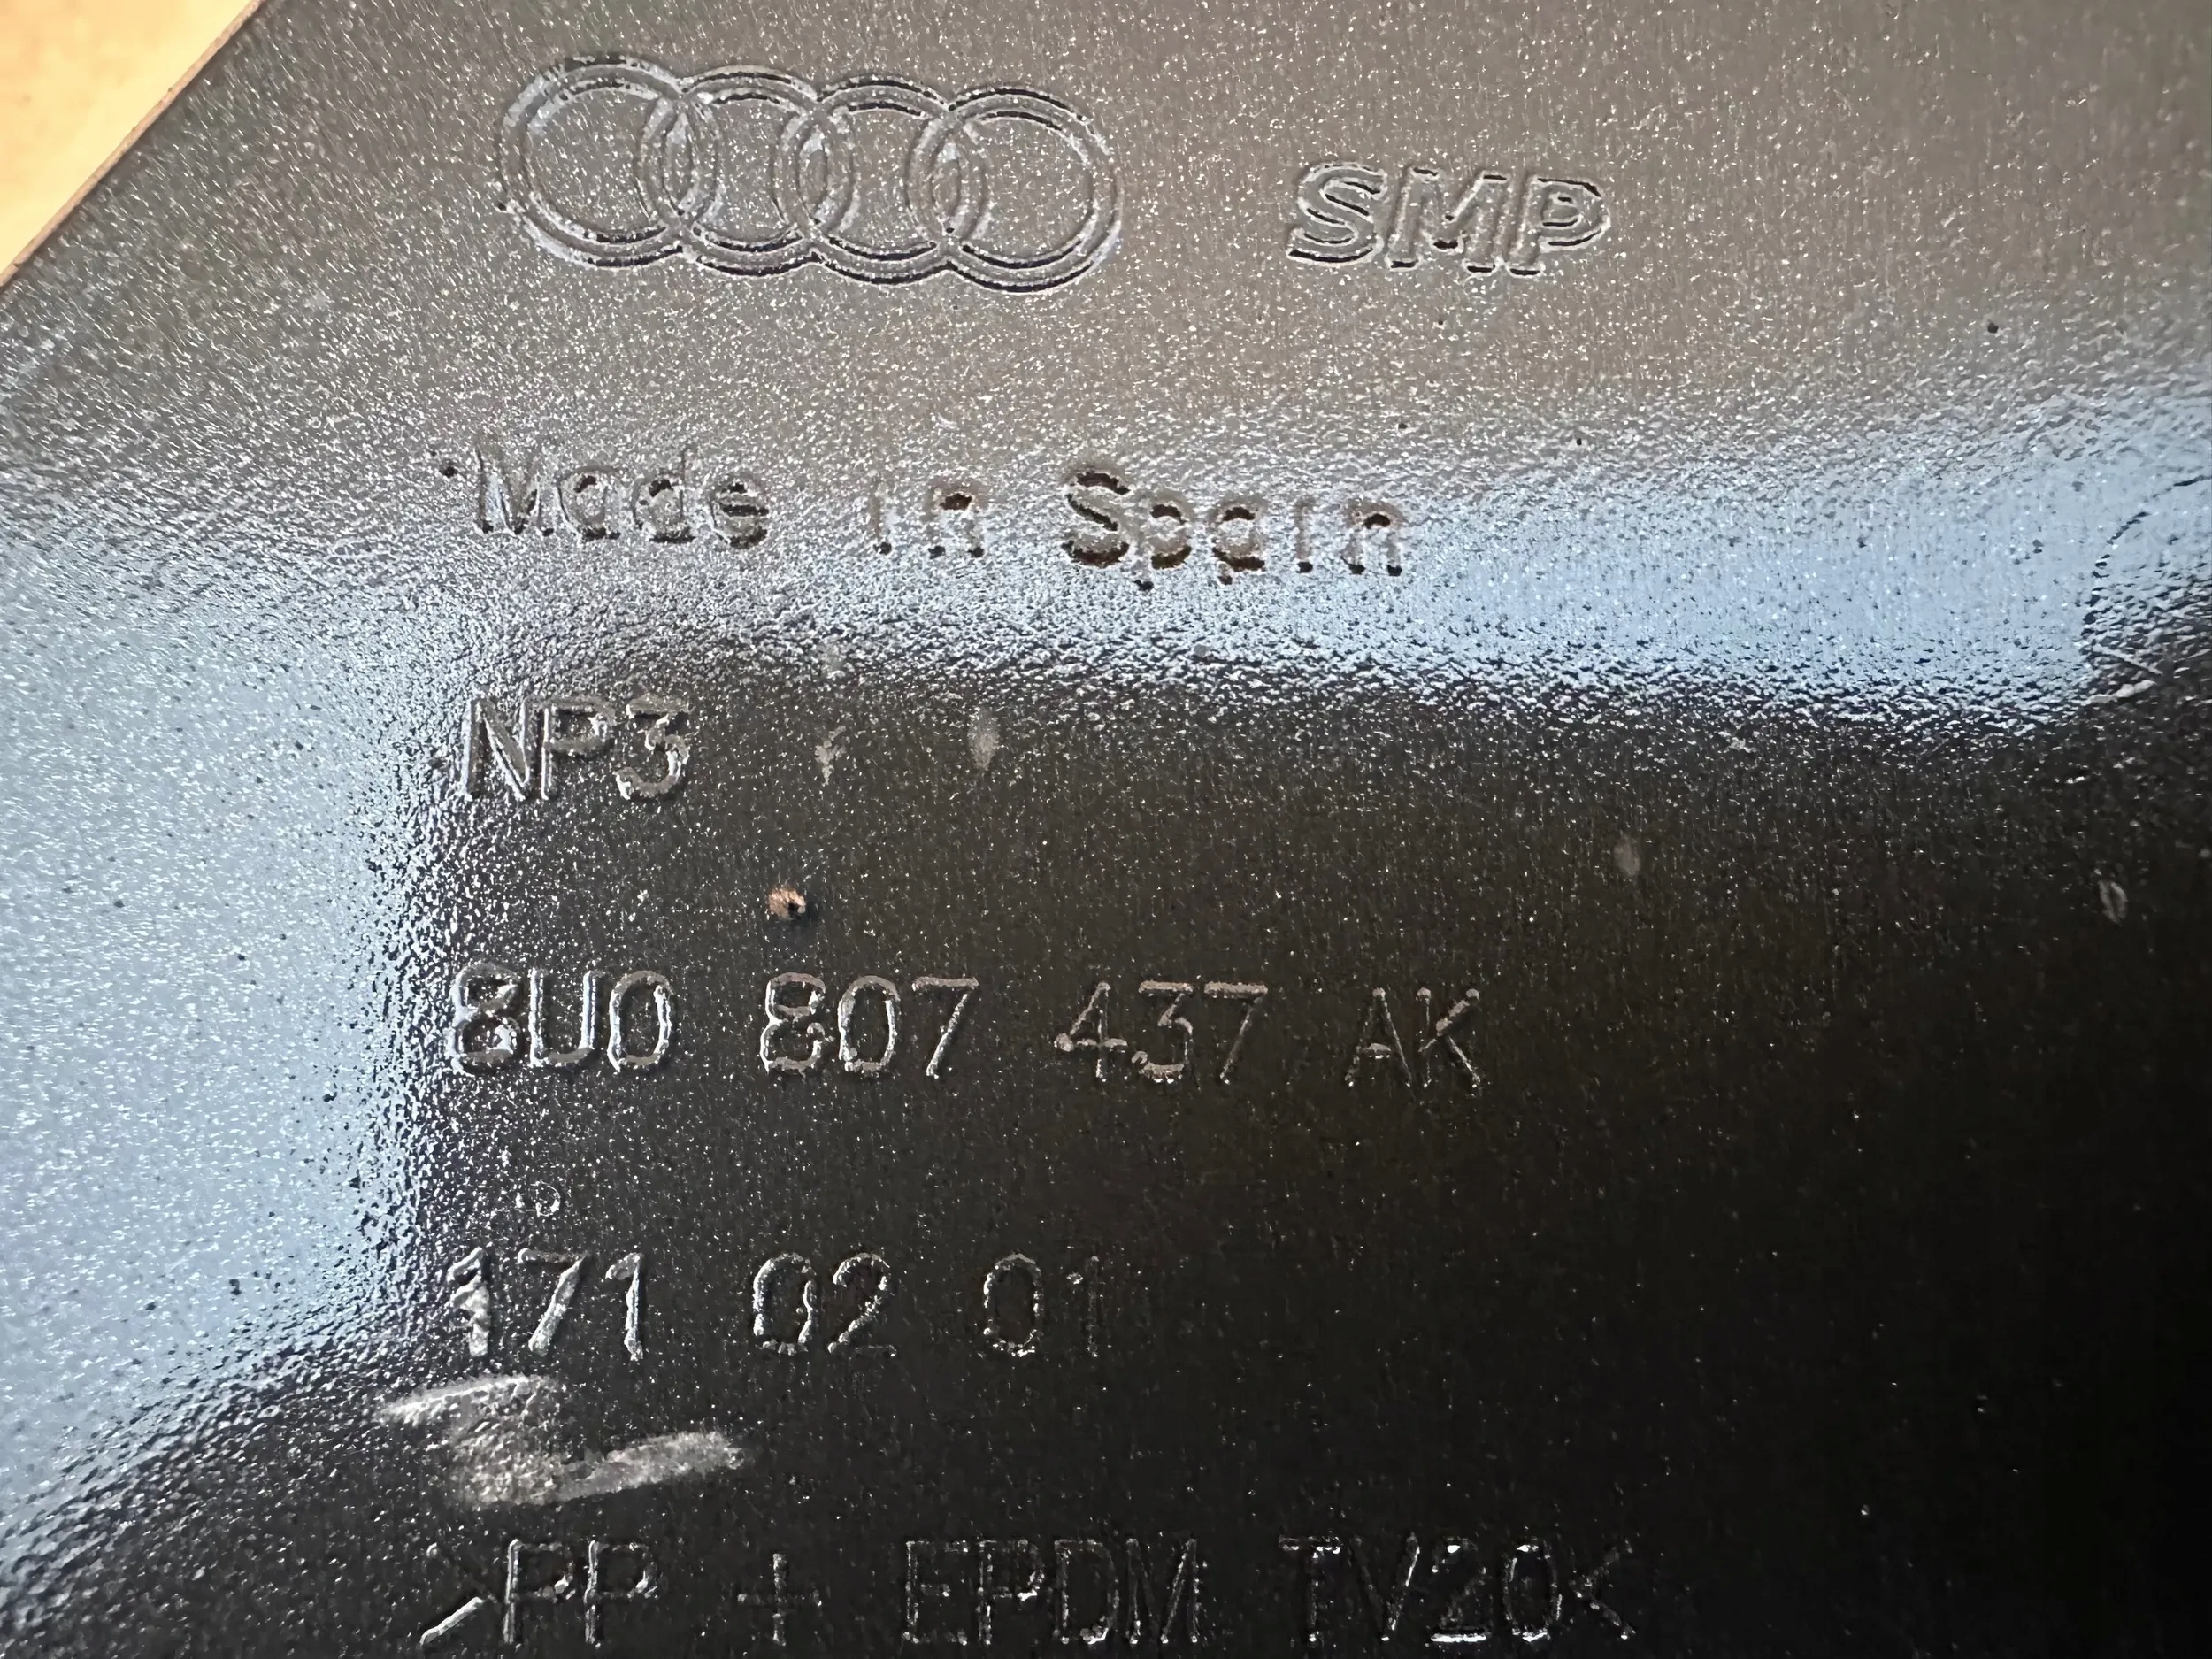 SMP
Made in Spain
NP3
8U0 807 437 AK
171 02 01
>PP + EPDM TV20<